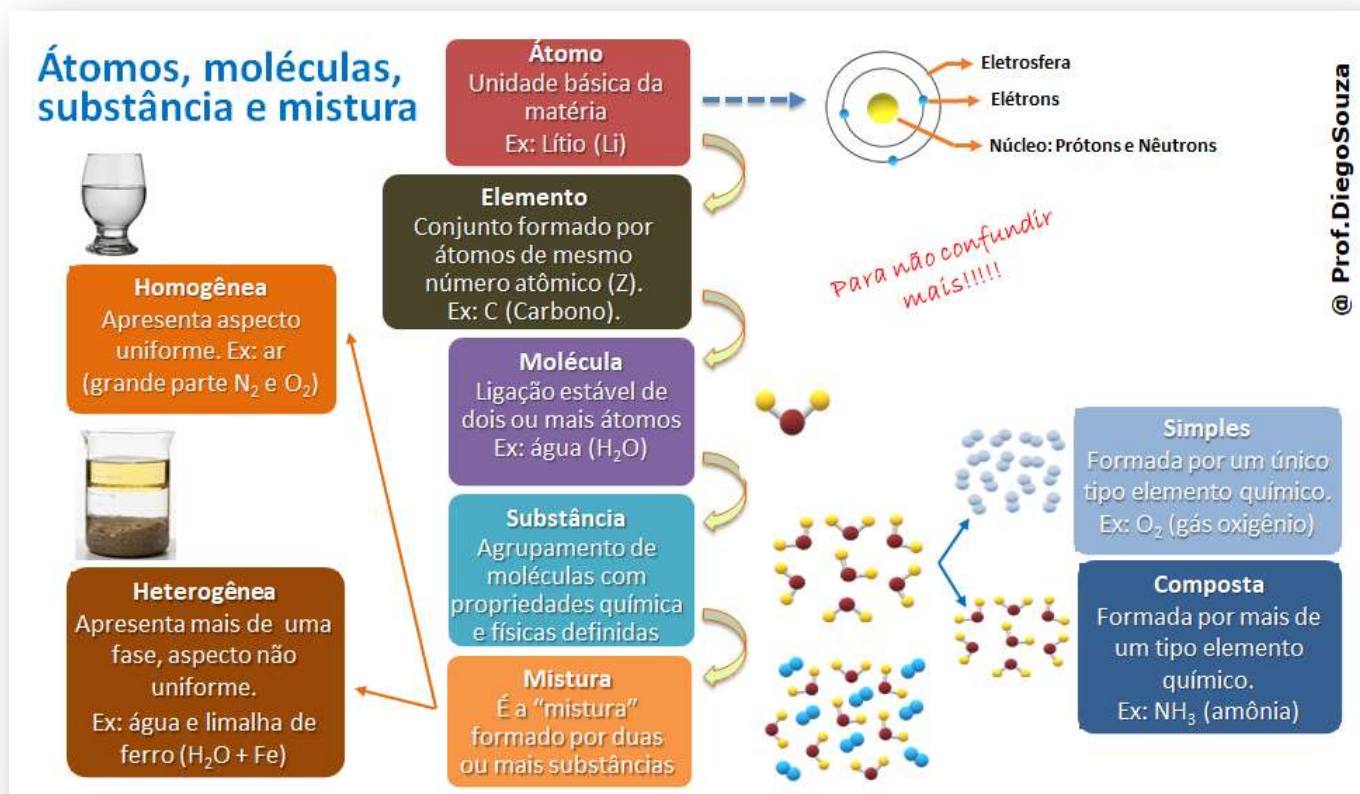 Átomos, moléculas,
substância e mistura
Átomo
Unidade básica da
matéria
Ex: Lítio (Li)
Eletrosfera
Elétrons
Núcleo: Prótons e Nêutrons
@ Prof.DiegoSouza
Elemento
Conjunto formado por
átomos de mesmo
número atômico (Z).
Ex: C (Carbono).
Para não confundir
mais!!!!!
Homogênea
Apresenta aspecto
uniforme. Ex: ar
(grande parte N₂ e O₂)
Molécula
Ligação estável de
dois ou mais átomos
Ex: água (H₂O)
Simples
Formada por um único
tipo elemento químico.
Ex: O₂ (gás oxigênio)
Substância
Agrupamento de
moléculas com
propriedades química
e físicas definidas
Composta
Formada por mais de
um tipo elemento
químico.
Ex: NH₃ (amônia)
Heterogênea
Apresenta mais de uma
fase, aspecto não
uniforme.
Ex: água e limalha de
ferro (H₂O + Fe)
Mistura
É a “mistura”
formado por duas
ou mais substâncias